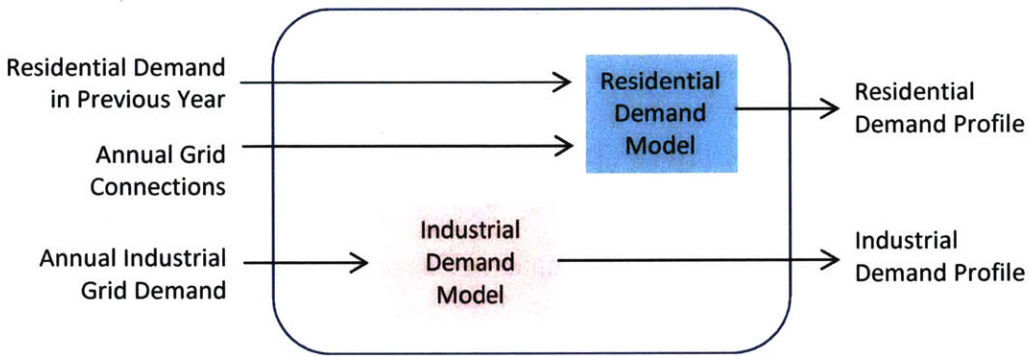 Residential Demand
in Previous Year
Annual Grid
Connections
Annual Industrial
Grid Demand
Residential
Demand
Model
Industrial
Demand
Model
Residential
Demand Profile
Industrial
Demand Profile